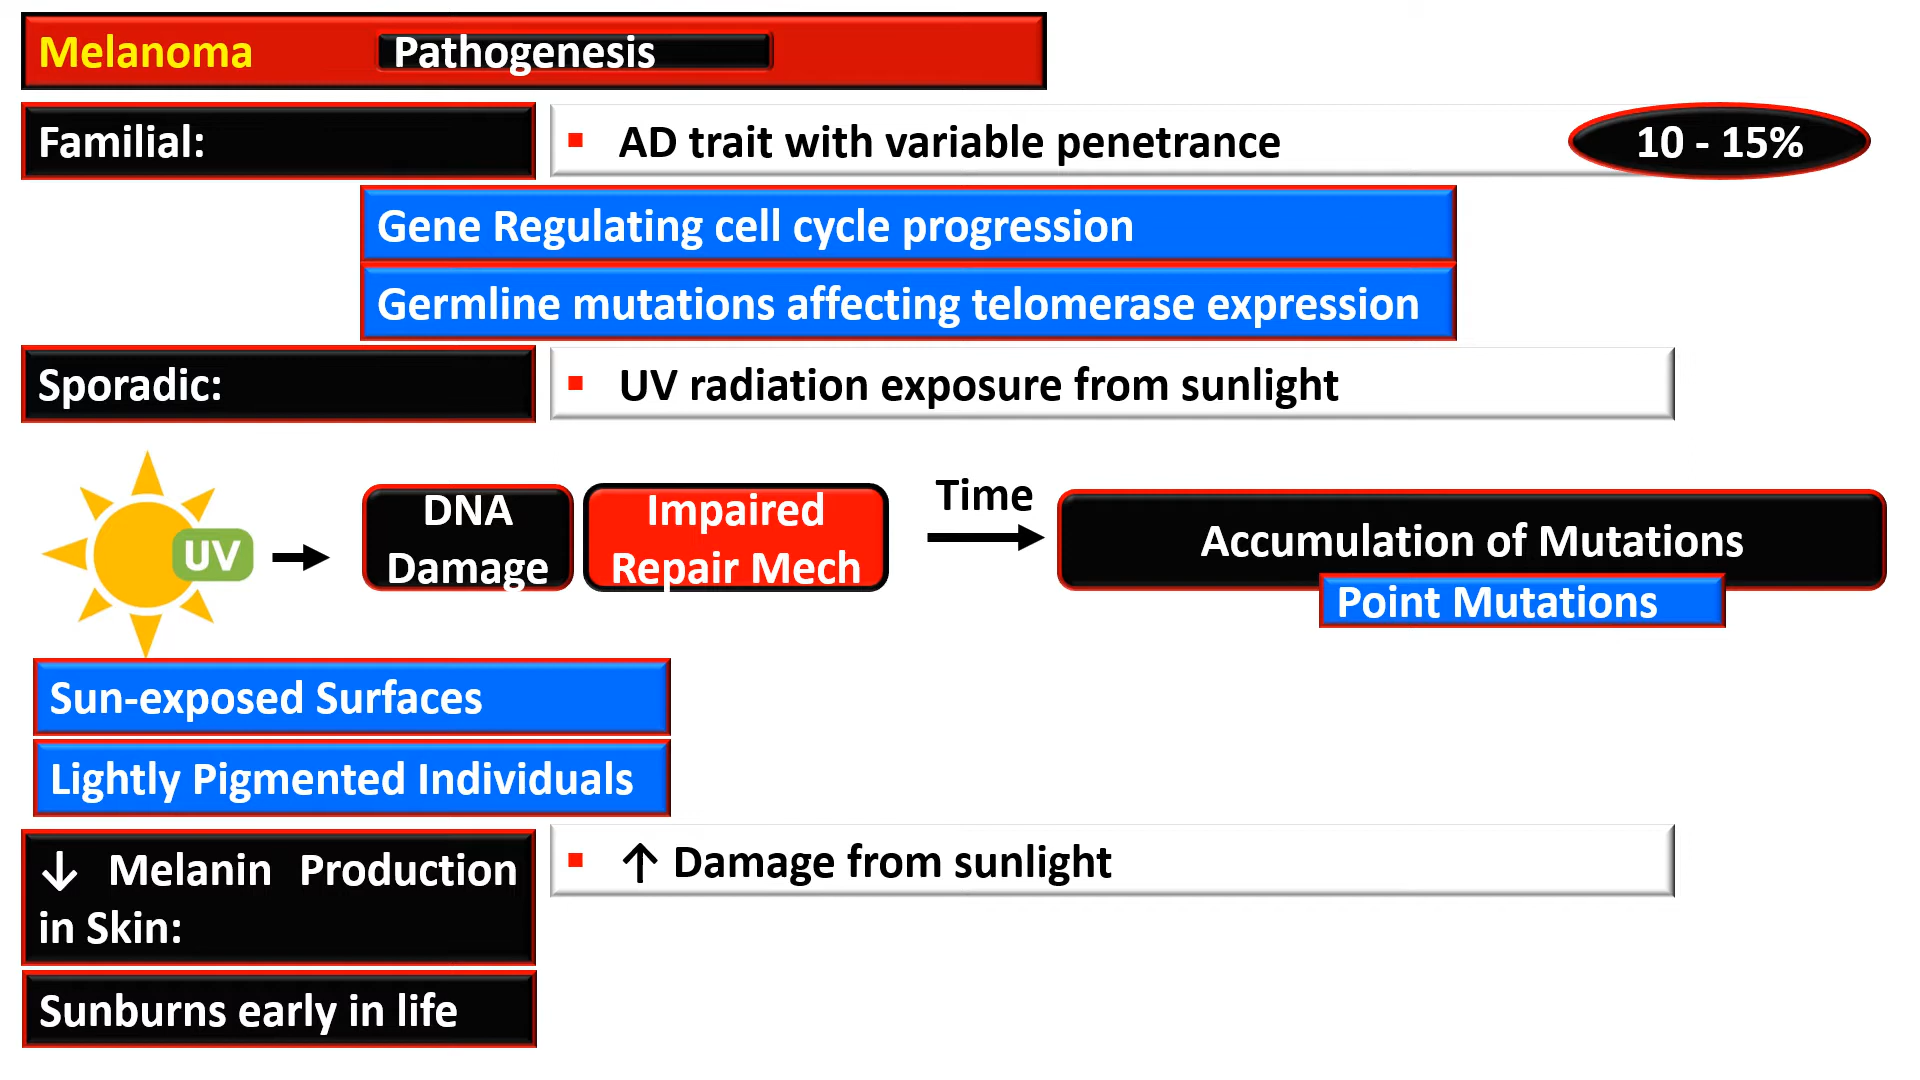 Melanoma Pathogenesis
Familial:
▪ AD trait with variable penetrance
10 - 15%
Gene Regulating cell cycle progression
Germline mutations affecting telomerase expression
Sporadic:
▪ UV radiation exposure from sunlight
UV
DNA
Damage
Impaired
Repair Mech
Time
Accumulation of Mutations
Point Mutations
Sun-exposed Surfaces
Lightly Pigmented Individuals
↓ Melanin Production
in Skin:
▪ ↑ Damage from sunlight
Sunburns early in life